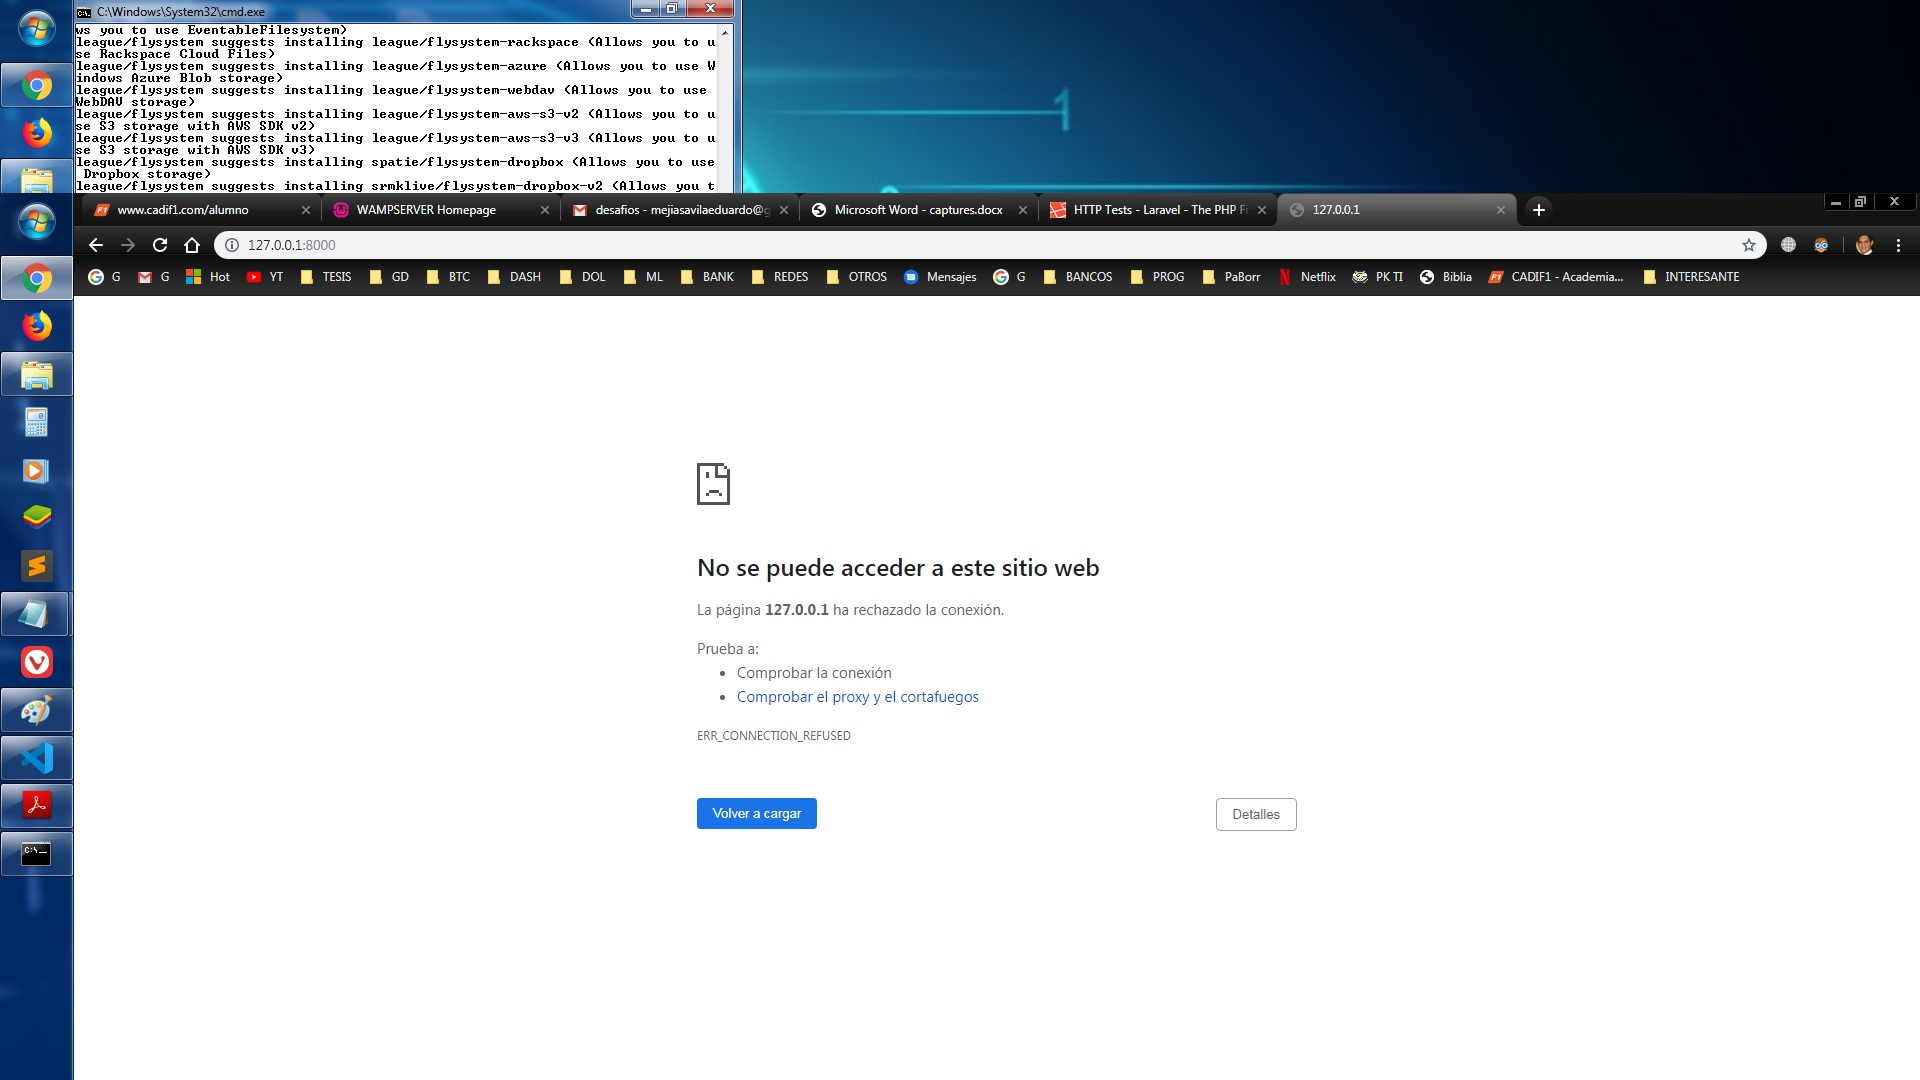 C:\Windows\System32\cmd.exe
ws you to use EventableFilesystem)
league/flysystem suggests installing league/flysystem-rackspace (Allows you to u
se Rackspace Cloud Files)
league/flysystem suggests installing league/flysystem-azure (Allows you to use W
indows Azure Blob storage)
league/flysystem suggests installing league/flysystem-webdav (Allows you to use
WebDAV storage)
league/flysystem suggests installing league/flysystem-aws-s3-v2 (Allows you to u
se S3 storage with AWS SDK v2)
league/flysystem suggests installing league/flysystem-aws-s3-v3 (Allows you to u
se S3 storage with AWS SDK v3)
league/flysystem suggests installing spatie/flysystem-dropbox (Allows you to use
Dropbox storage)
league/flysystem suggests installing srmklive/flysystem-dropbox-v2 (Allows you t
1
www.cadif1.com/alumno
WAMPSERVER Homepage
desafios - mejiasavilaeduardo@g
Microsoft Word - captures.docx
HTTP Tests - Laravel - The PHP Fr
127.0.0.1
127.0.0.1:8000
G G Hot YT TESIS GD BTC DASH DOL ML BANK REDES OTROS Mensajes G BANCOS PROG PaBorr Netflix PK TI Biblia CADIF1 - Academia... INTERESANTE
No se puede acceder a este sitio web
La página 127.0.0.1 ha rechazado la conexión.
Prueba a:
• Comprobar la conexión
• Comprobar el proxy y el cortafuegos
ERR_CONNECTION_REFUSED
Volver a cargar
Detalles